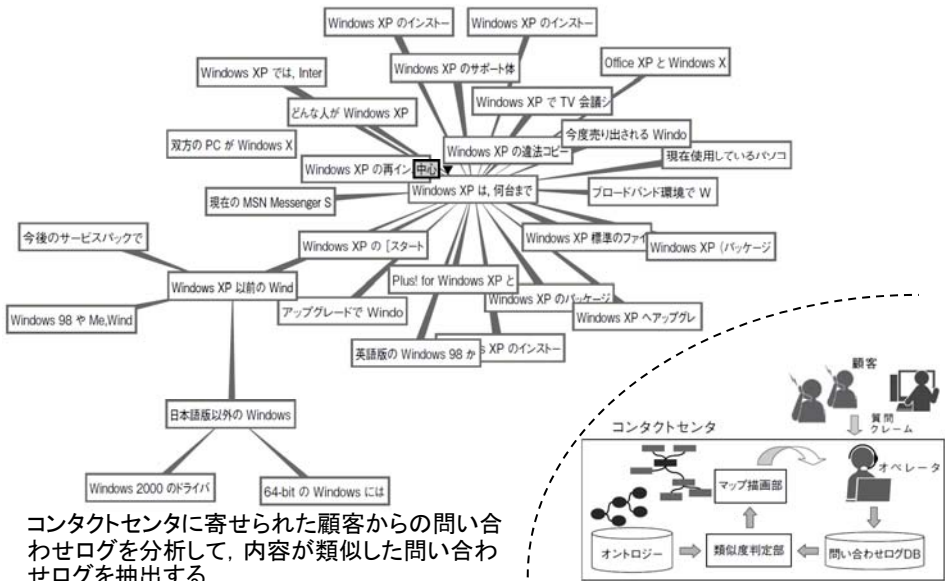 Windows XP のインストー
Windows XP のインストー
Windows XP では, Inter
Windows XP のサポート体
Office XP と Windows X
どんな人が Windows XP
Windows XP で TV 会議シ
双方の PC が Windows X
Windows XP の違法コピー
今度売り出される Windo
Windows XP の再イン
中心
現在使用しているパソコ
現在の MSN Messenger S
Windows XP は, 何台まで
ブロードバンド環境で W
今後のサービスパックで
Windows XP の [スタート
Windows XP 標準のファイ
Windows XP (パッケージ
Windows XP 以前の Wind
Plus! for Windows XP と
Windows 98 や Me,Wind
アップグレードで Windo
Windows XP のパッケージ
Windows XP へアップグレ
英語版の Windows 98 か
s XP のインストー
日本語版以外の Windows
Windows 2000 のドライバ
64-bit の Windows には
コンタクトセンタに寄せられた顧客からの問い合
わせログを分析して, 内容が類似した問い合わ
せログを抽出する
顧客
質問
クレーム
コンタクトセンタ
オペレータ
マップ描画部
オントロジー
類似度判定部
問い合わせログDB